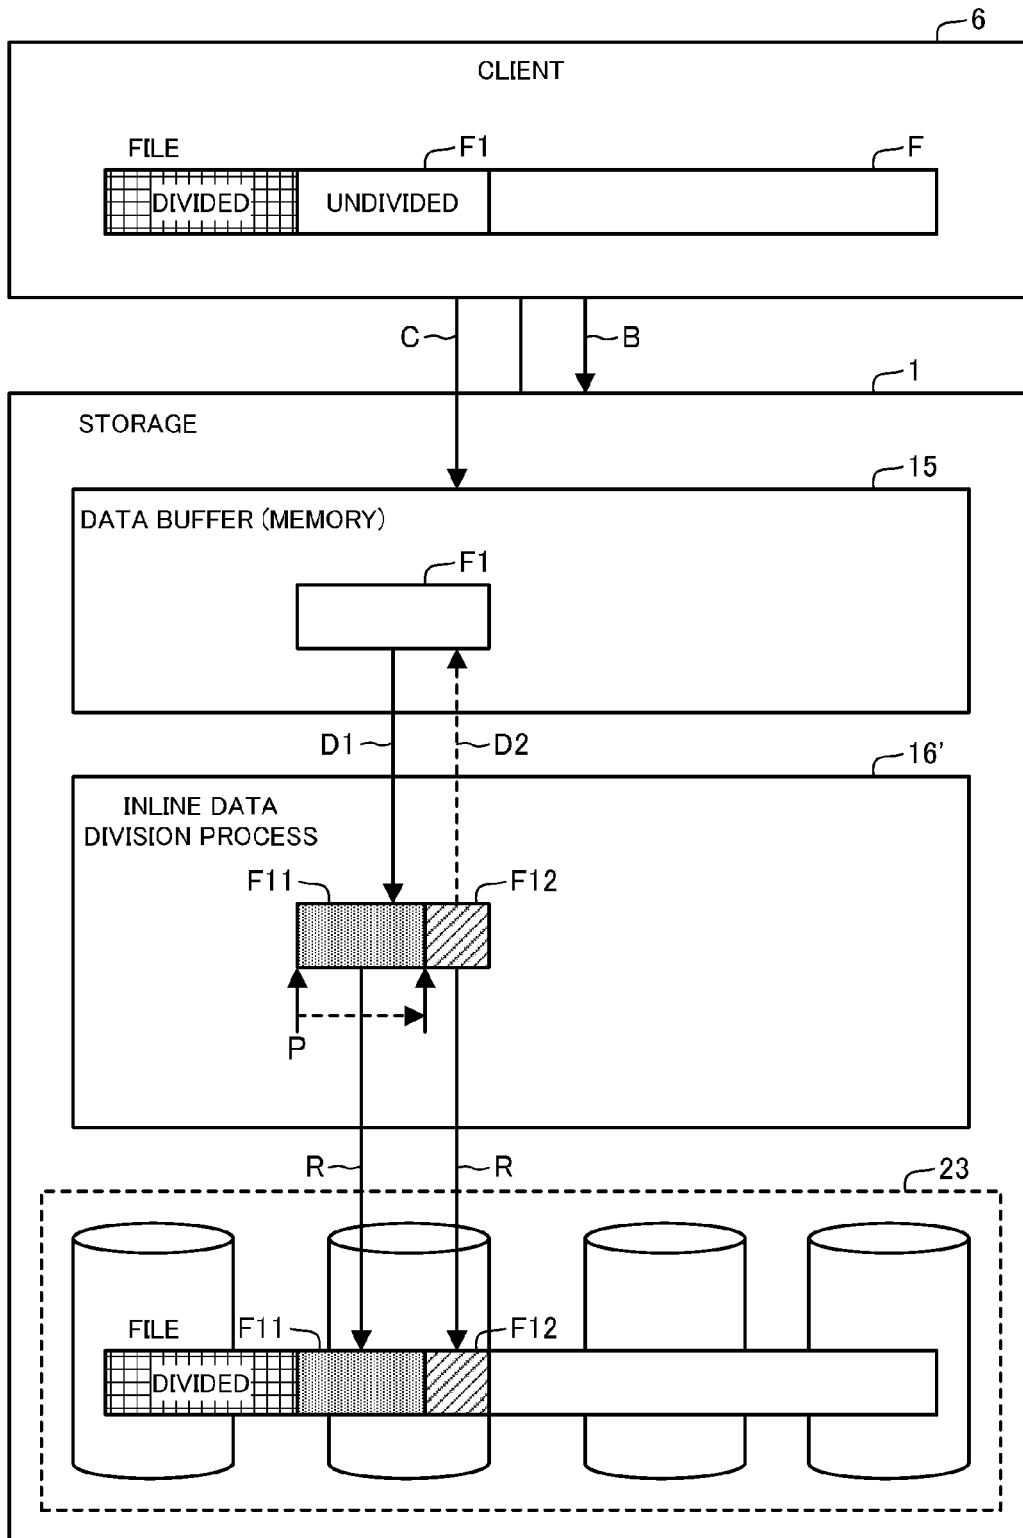 6
CLIENT
FILE
F1
F
DIVIDED
UNDIVIDED
C
B
1
STORAGE
15
DATA BUFFER (MEMORY)
F1
D1
D2
16'
INLINE DATA
DIVISION PROCESS
F11
F12
P
R
R
23
FILE
F11
F12
DIVIDED